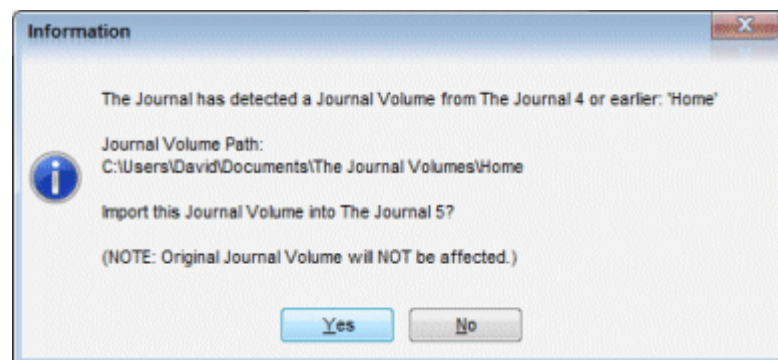 Information
The Journal has detected a Journal Volume from The Journal 4 or earlier: 'Home'
Journal Volume Path:
C:\Users\David\Documents\The Journal Volumes\Home
Import this Journal Volume into The Journal 5?
(NOTE: Original Journal Volume will NOT be affected.)
Yes No